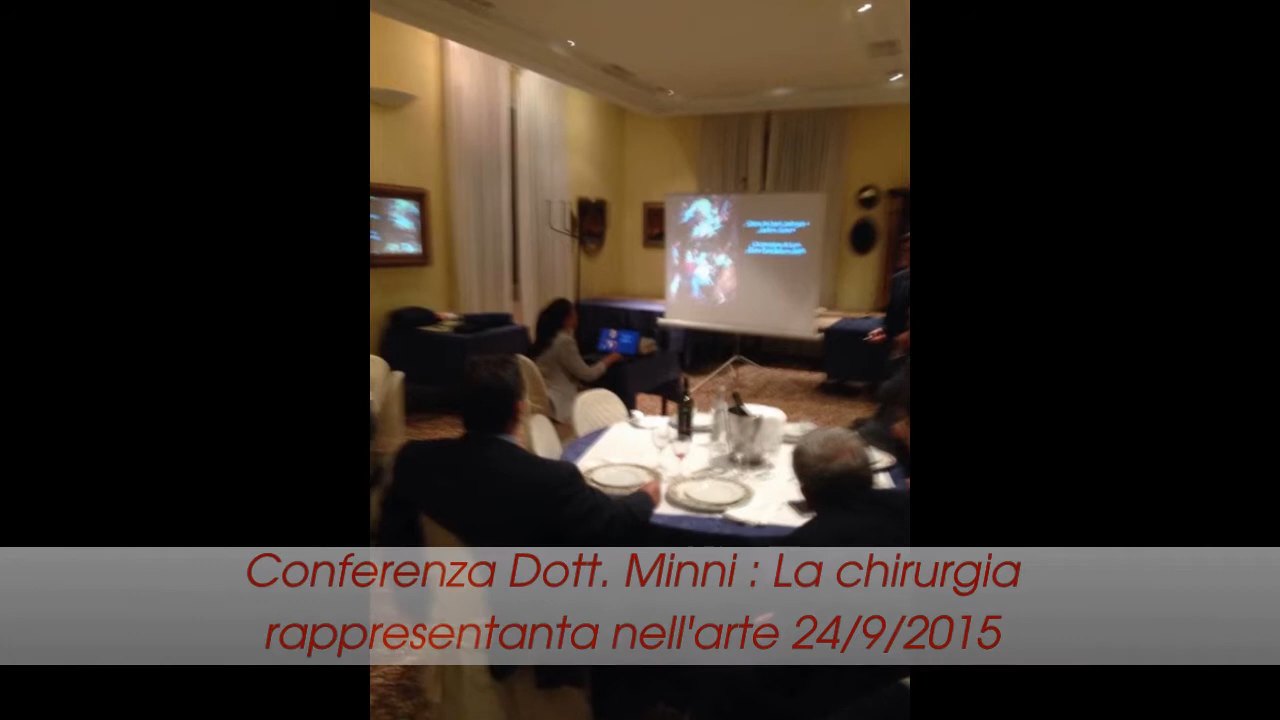 Conferenza Dott. Minni : La chirurgia
rappresentanta nell'arte 24/9/2015